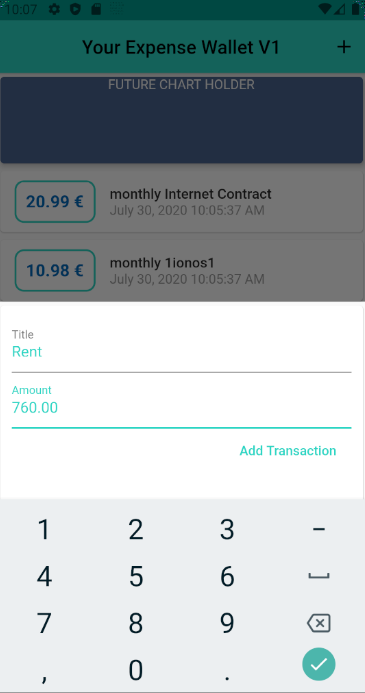 10:07
Your Expense Wallet V1 +
FUTURE CHART HOLDER
20.99 €
monthly Internet Contract
July 30, 2020 10:05:37 AM
10.98 €
monthly 1ionos1
July 30, 2020 10:05:37 AM
Title
Rent
Amount
760.00
Add Transaction
1 2 3 -
4 5 6
7 8 9
, 0 .